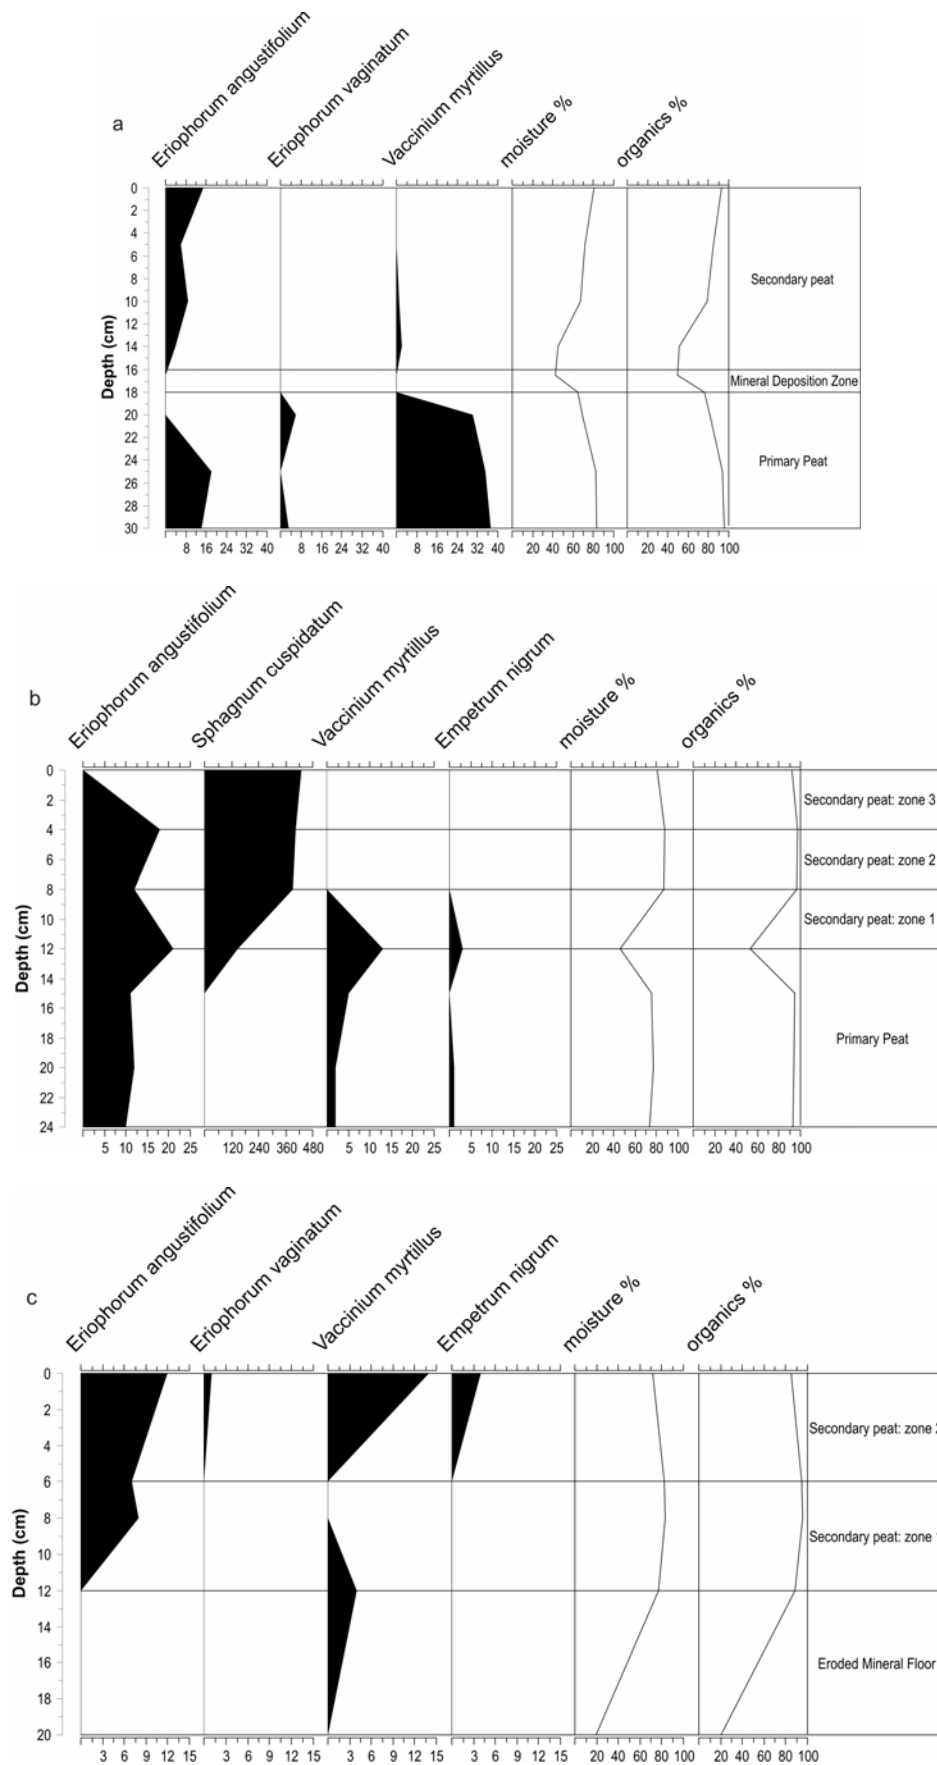 a
Eriophorum angustifolium
Eriophorum vaginatum
Vaccinium myrtillus
moisture %
organics %
Depth (cm)
0
2
4
6
8
10
12
14
16
18
20
24
26
28
30
Secondary peat
Mineral Deposition Zone
Primary Peat
8 16 24 32 40
8 16 24 32 40
8 16 24 32 40
20 40 60 80 100
20 40 60 80 100
b
Eriophorum angustifolium
Sphagnum cuspidatum
Vaccinium myrtillus
Empetrum nigrum
moisture %
organics %
Depth (cm)
0
2
4
6
8
10
12
14
16
18
20
22
24
Secondary peat: zone 3
Secondary peat: zone 2
Secondary peat: zone 1
Primary Peat
5 10 15 20 25
120 240 360 480
5 10 15 20 25
5 10 15 20 25
20 40 60 80 100
20 40 60 80 100
c
Eriophorum angustifolium
Eriophorum vaginatum
Vaccinium myrtillus
Empetrum nigrum
moisture %
organics %
Depth (cm)
0
2
4
6
8
10
12
14
16
18
20
Secondary peat: zone 2
Secondary peat: zone
Eroded Mineral Floor
3 6 9 12 15
3 6 9 12 15
3 6 9 12 15
3 6 9 12 15
20 40 60 80 100
20 40 60 80 100